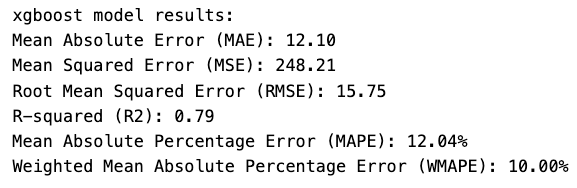 xgboost model results:
Mean Absolute Error (MAE): 12.10
Mean Squared Error (MSE): 248.21
Root Mean Squared Error (RMSE): 15.75
R-squared (R2): 0.79
Mean Absolute Percentage Error (MAPE): 12.04%
Weighted Mean Absolute Percentage Error (WMAPE): 10.00%